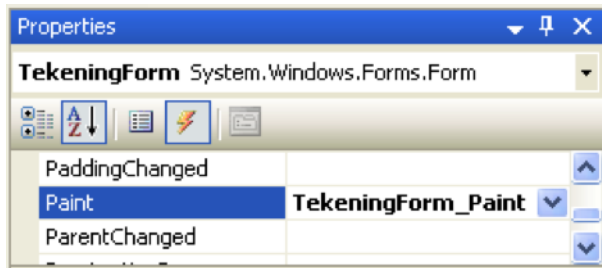 Properties
TekeningForm System.Windows.Forms.Form
A Z
PaddingChanged
Paint TekeningForm_Paint
ParentChanged